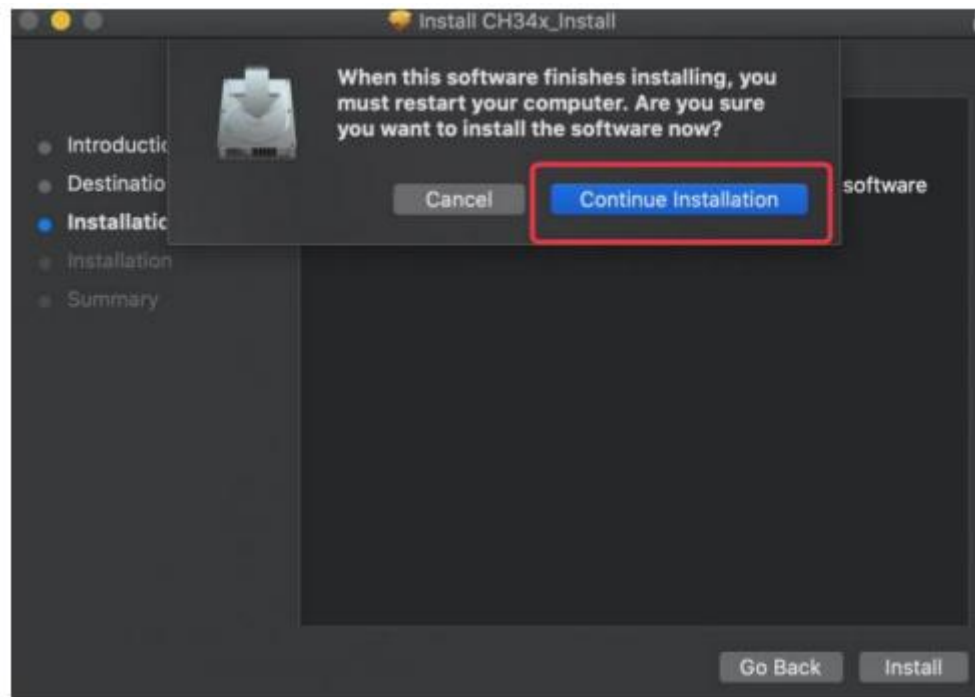 Install CH34x_Install
When this software finishes installing, you
must restart your computer. Are you sure
you want to install the software now?
Cancel
Continue Installation
software
Introductic
Destinatio
Installatic
Installation
Summary
Go Back
Install